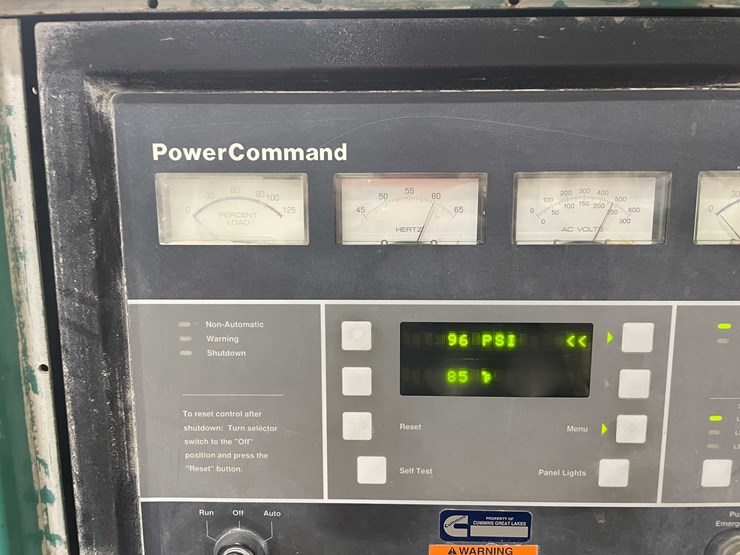 PowerCommand
0 30 60 90 100 125
PERCENT
LOAD
45 50 55 60 65
HERTZ
0 100 200 300 400 500 600
0 50 100 150 200 250 300
AC VOLTS
0
Non-Automatic
Warning
Shutdown
96 PSI <<
85
To reset control after
shutdown: Turn selector
switch to the "Off"
position and press the
"Reset" button.
Reset
Menu
Self Test
Panel Lights
Run Off Auto
PROPERTY OF
CUMMINS GREAT LAKES
WARNING